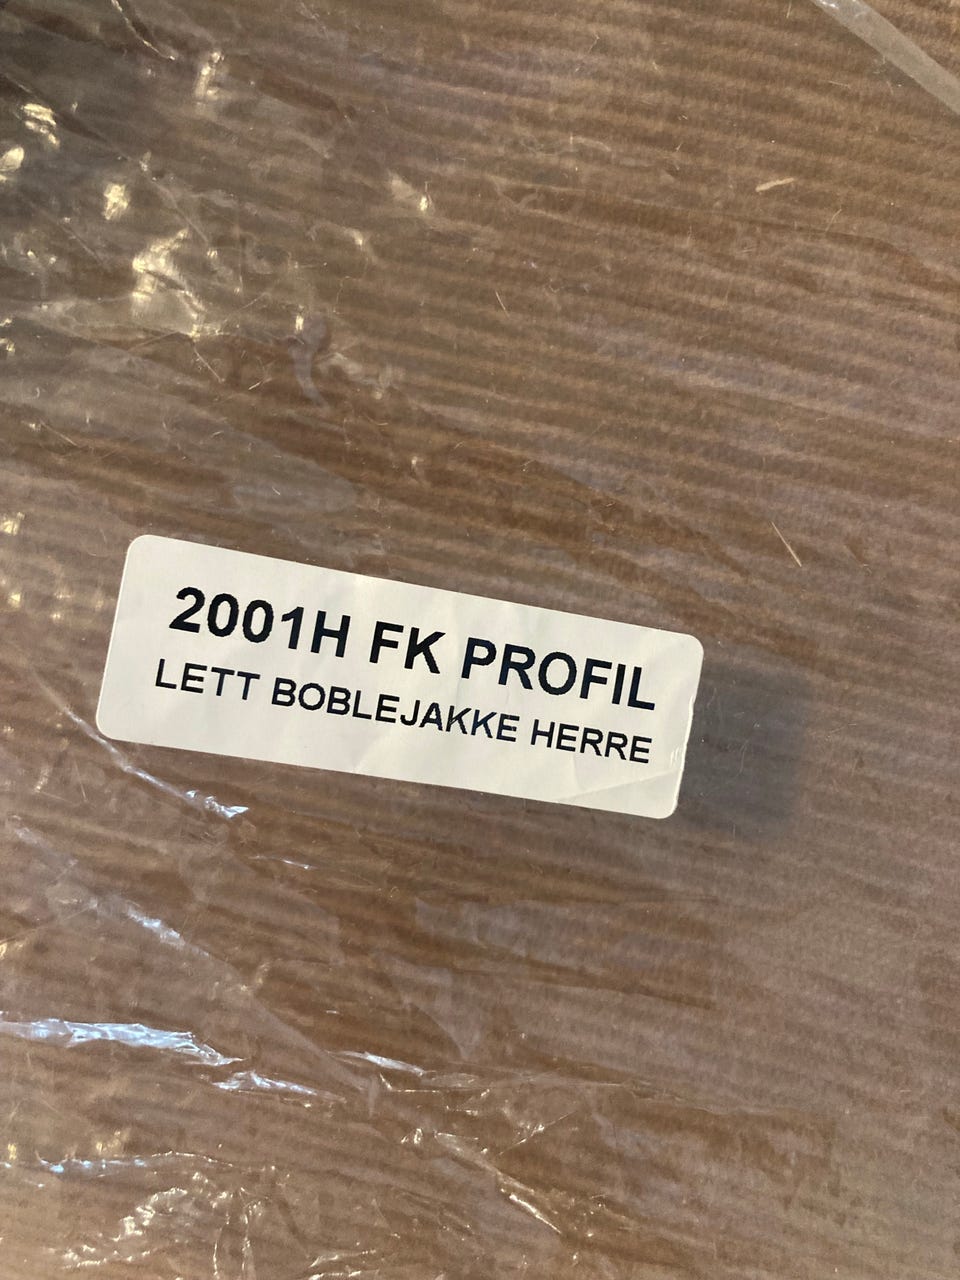 2001H FK PROFIL
LETT BOBLEJAKKE HERRE